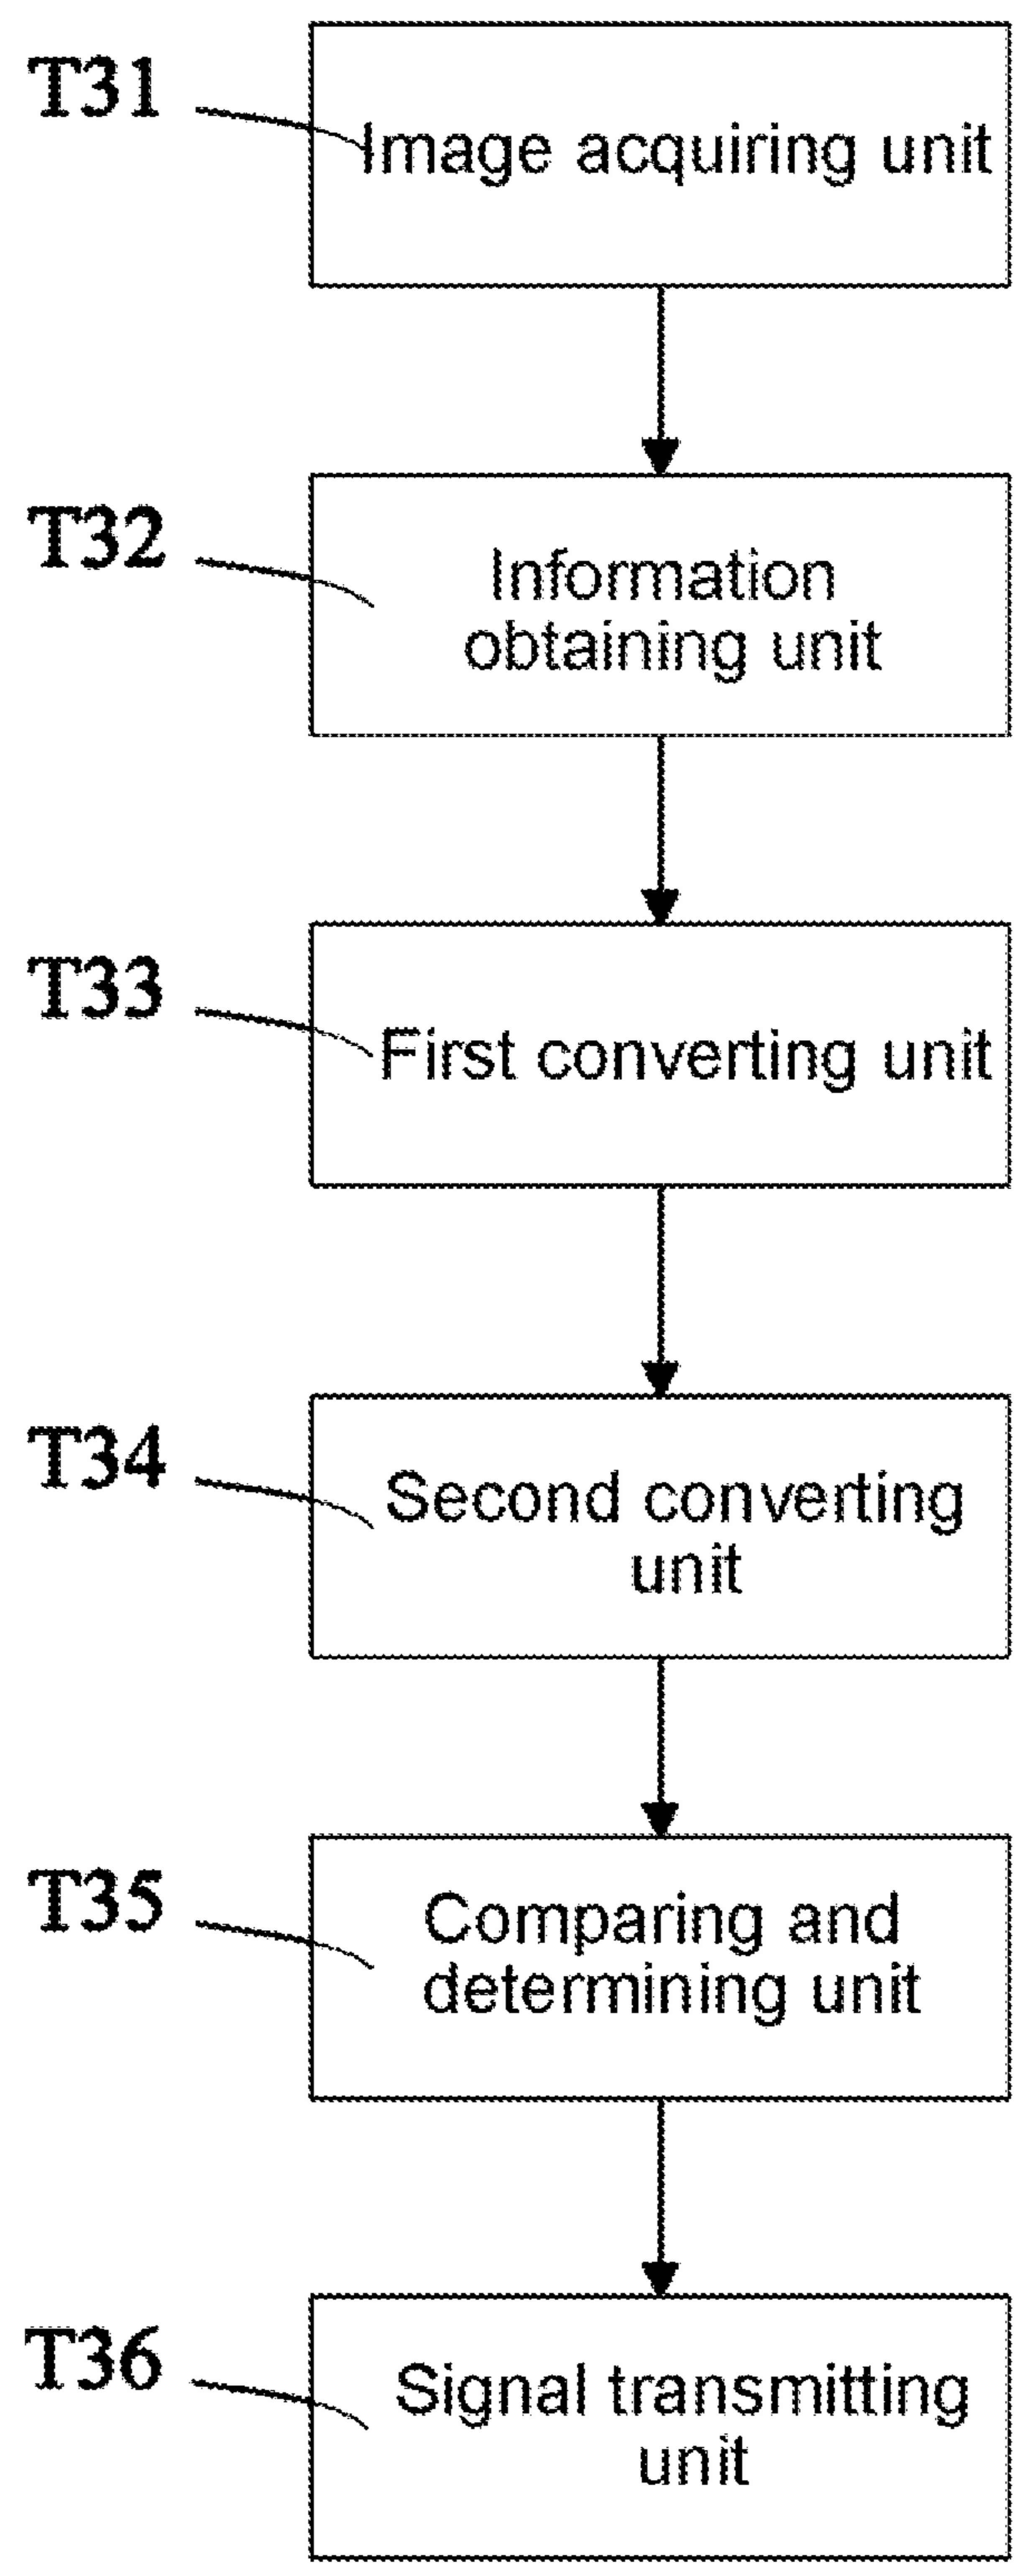 T31
Image acquiring unit
T32
Information
obtaining unit
T33
First converting unit
T34
Second converting
unit
T35
Comparing and
determining unit
T36
Signal transmitting
unit